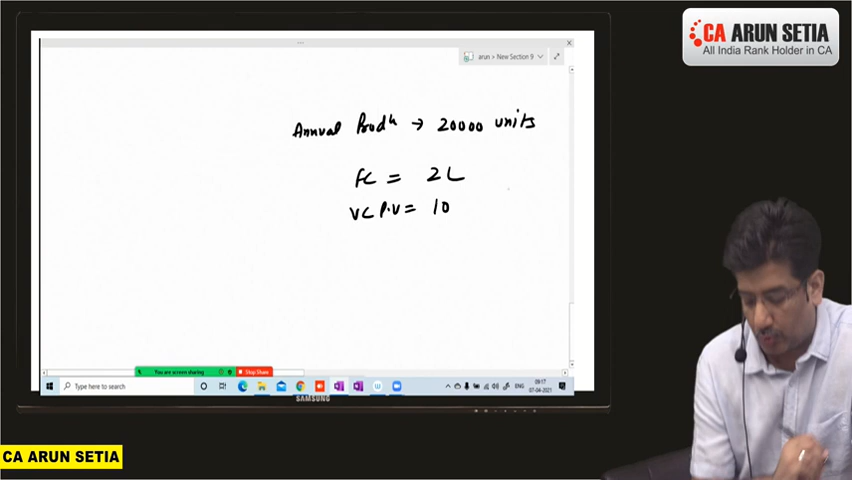 CA ARUN SETIA
All India Rank Holder in CA
arun > New Section 9
Annual Prodn → 20000 units
FC = 2L
VC P.U = 10
You are screen sharing
Stop Share
Type here to search
ENG
09:17
07-04-2021
SAMSUNG
CA ARUN SETIA